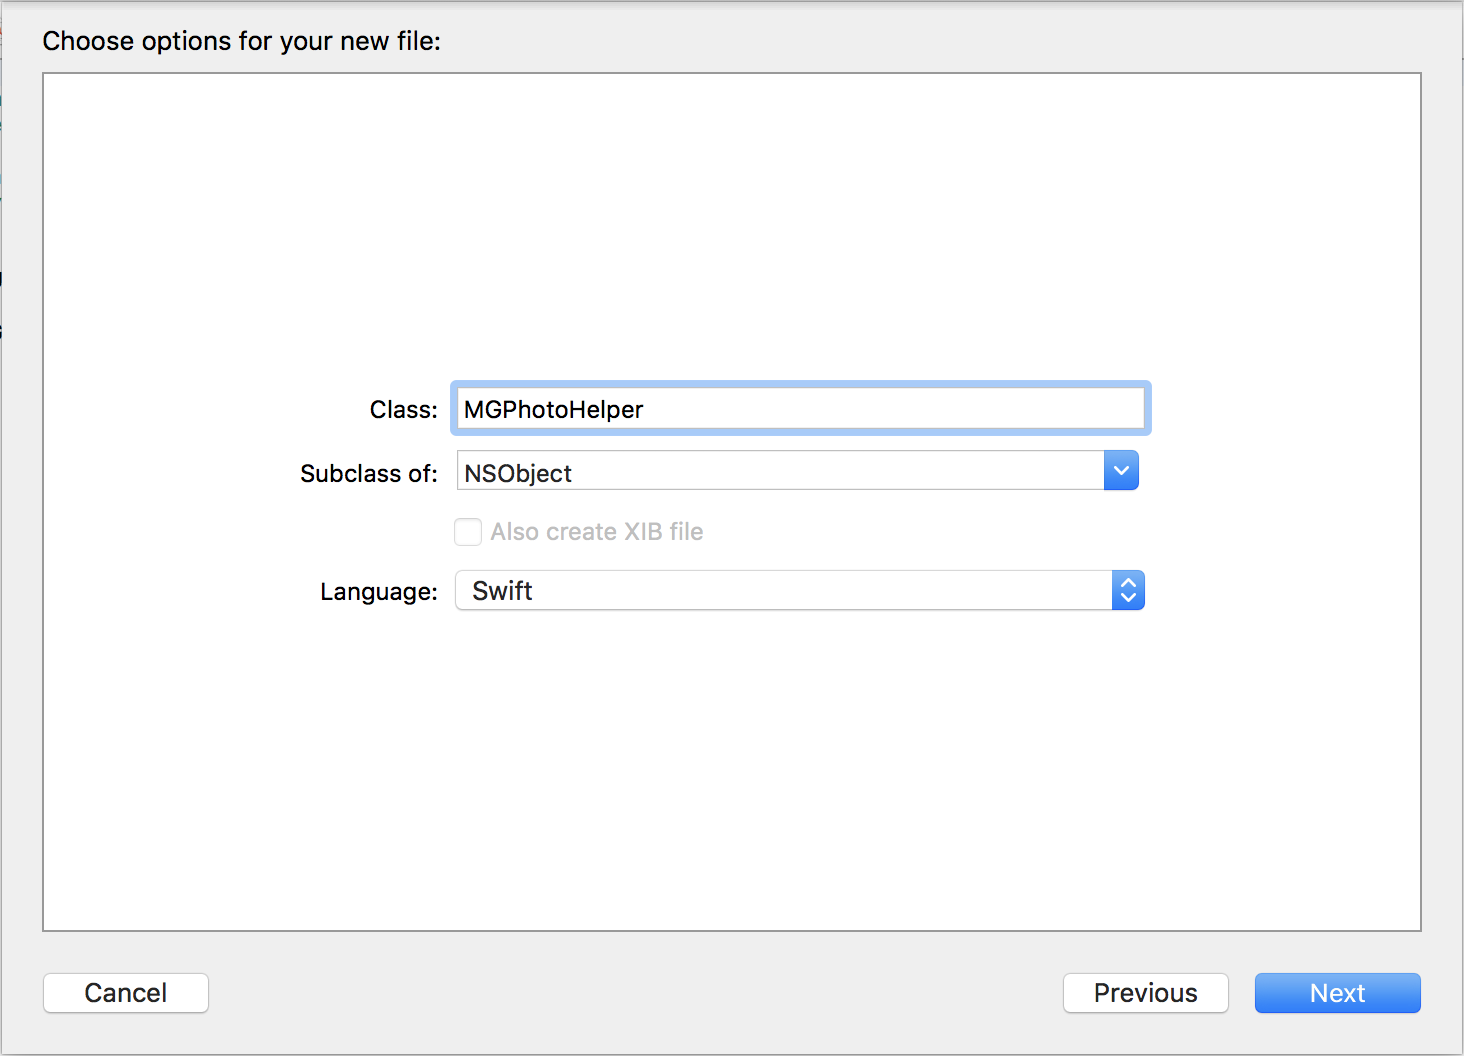 Choose options for your new file:
Class: MGPhotoHelper
Subclass of: NSObject
Also create XIB file
Language: Swift
Cancel Previous Next